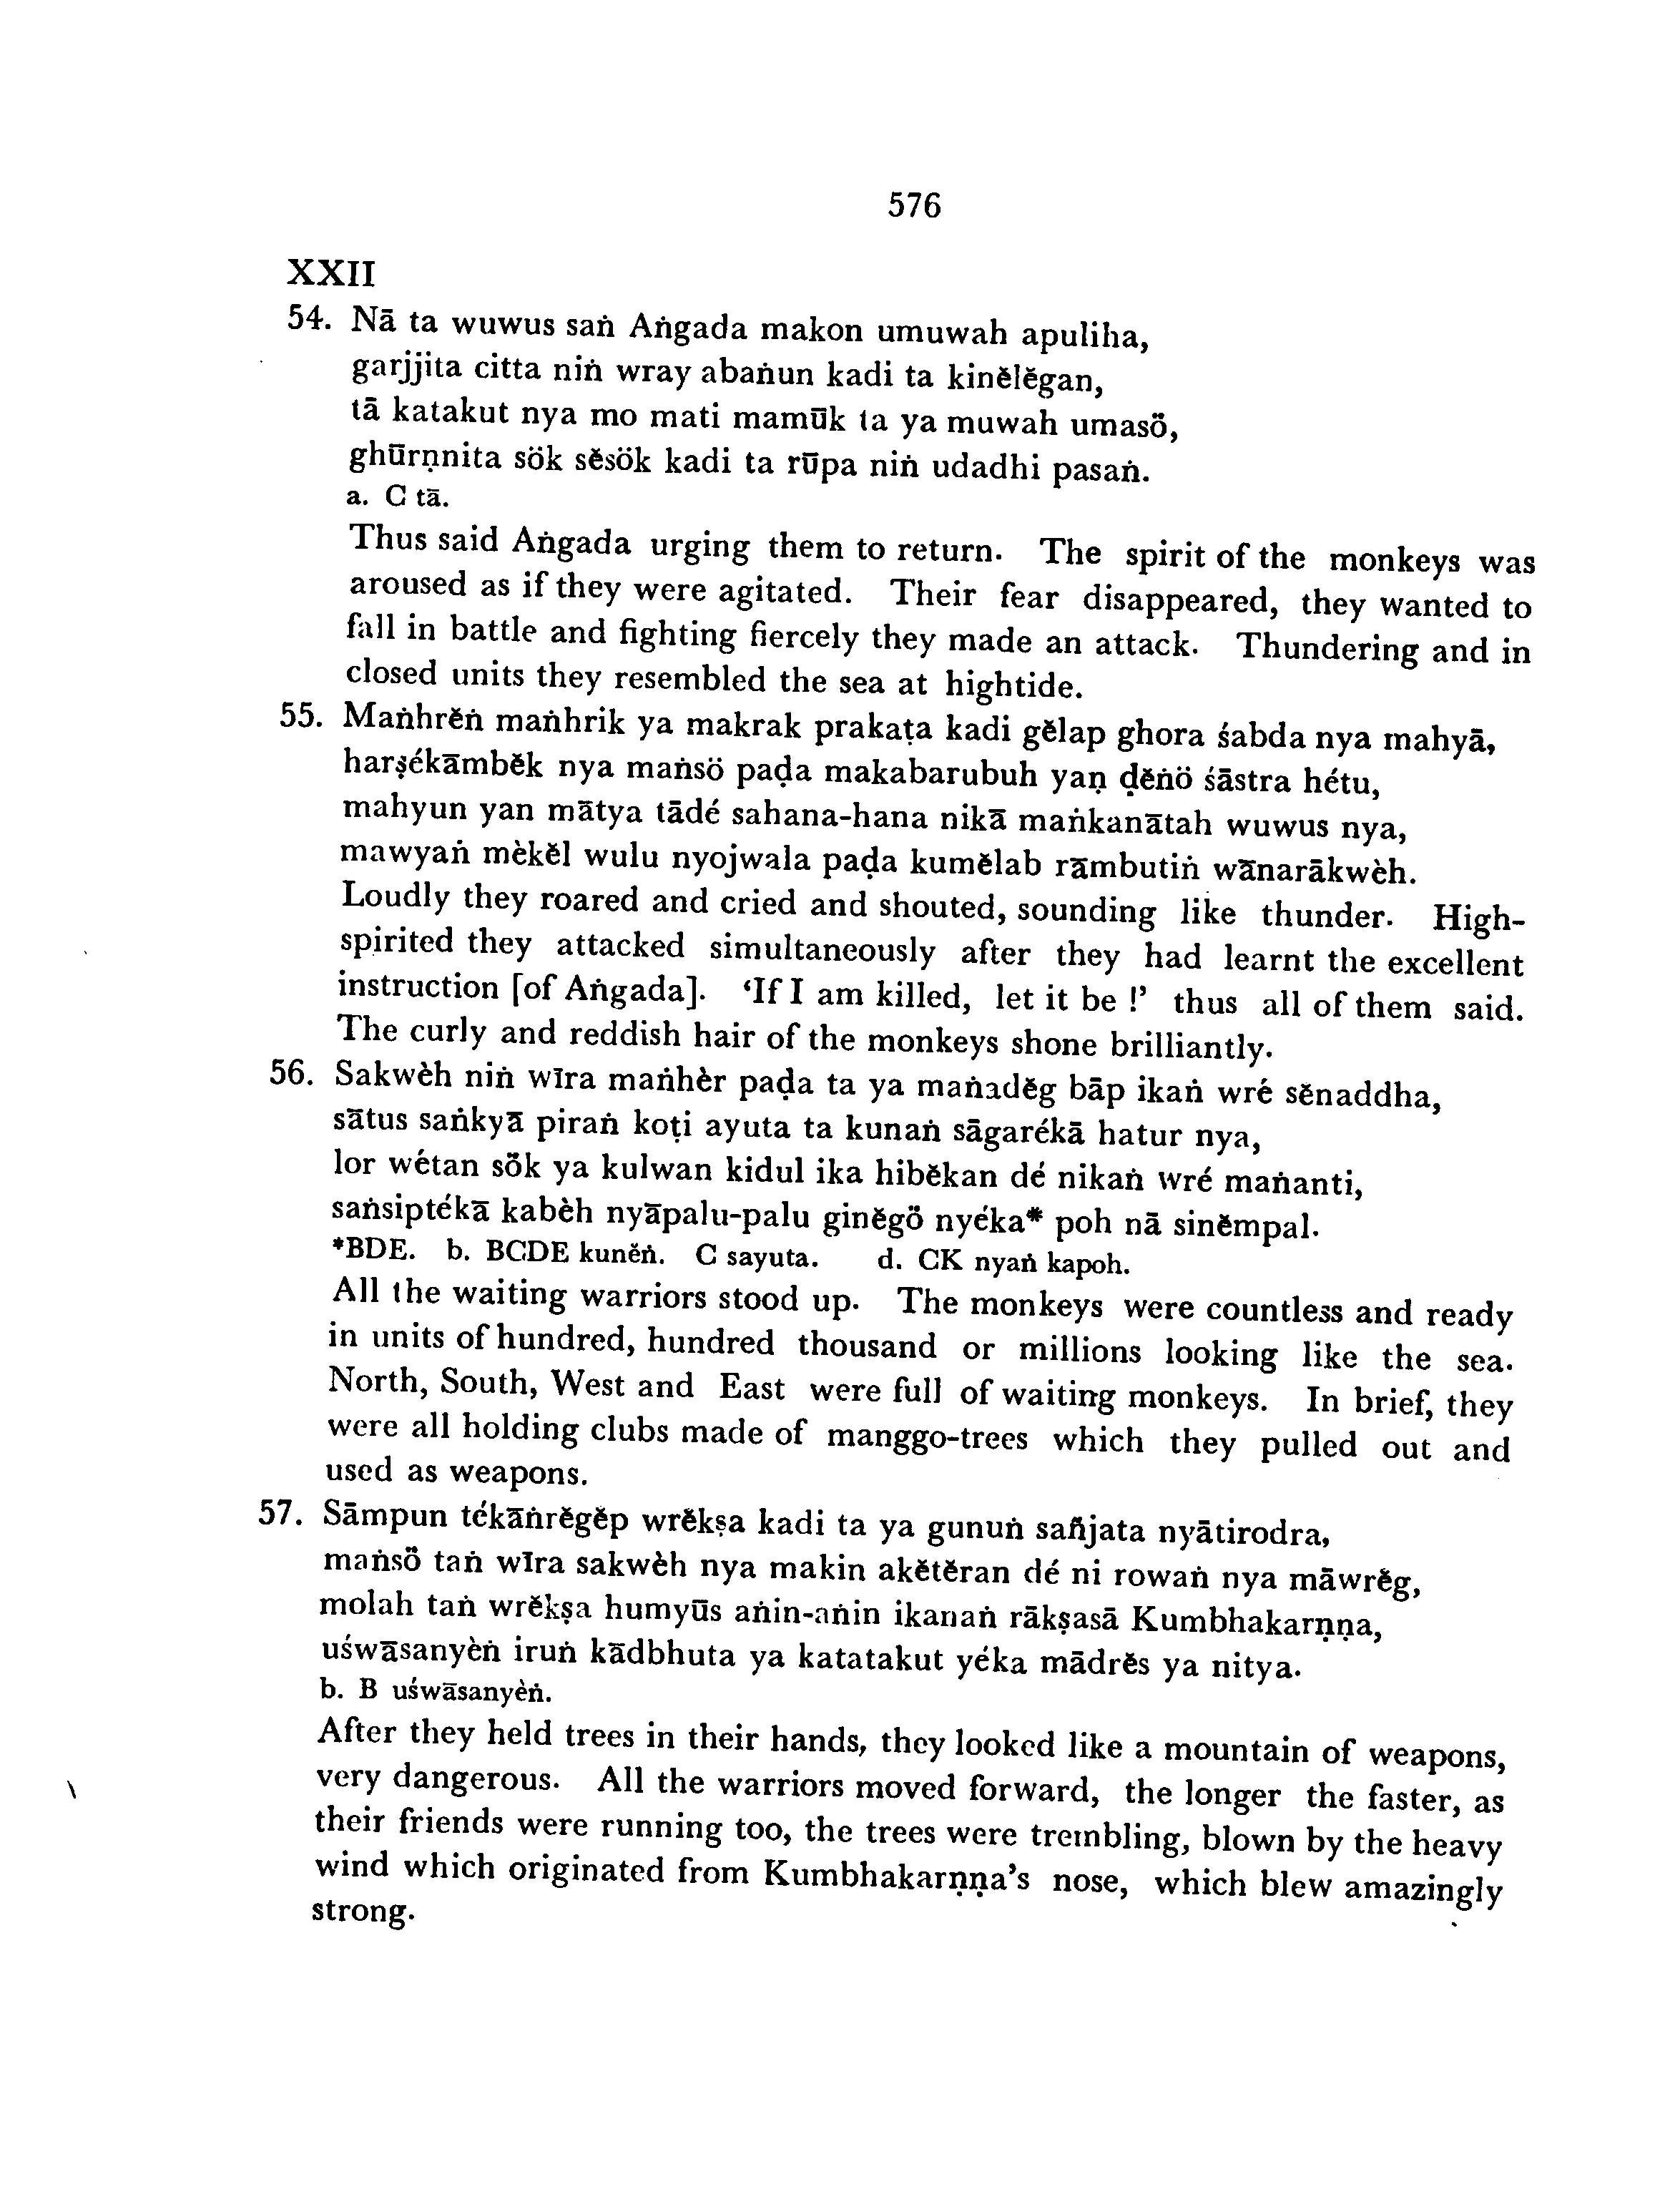 576
XXII
54. Nā ta wuwus saṅ Aṅgada makon umuwah apuliha,
garjjita citta niṅ wray abaṅun kadi ta kinĕlĕgan,
tā katakut nya mo mati mamūk ta ya muwah umasȫ,
ghūrṇnita sök sĕsök kadi ta rūpa niṅ udadhi pasaṅ.
a. C tā.
Thus said Aṅgada urging them to return. The spirit of the monkeys was
aroused as if they were agitated. Their fear disappeared, they wanted to
fall in battle and fighting fiercely they made an attack. Thundering and in
closed units they resembled the sea at hightide.
55. Maṅhrĕṅ maṅhrik ya makrak prakaṭa kadi gĕlap ghora śabda nya mahyā,
harṣékāmbĕk nya maṅsö paḍa makabarubuh yaṇ ḍĕṅö śāstra hétu,
mahyun yan mātya tādé sahana-hana nikā maṅkanātah wuwus nya,
mawyaṅ mèkĕl wulu nyojwala paḍa kumĕlab rāmbutiṅ wānarākwèh.
Loudly they roared and cried and shouted, sounding like thunder. High-
spirited they attacked simultaneously after they had learnt the excellent
instruction [of Aṅgada]. ‘If I am killed, let it be !’ thus all of them said.
The curly and reddish hair of the monkeys shone brilliantly.
56. Sakwèh niṅ wīra maṅhèr paḍa ta ya maṅadĕg bāp ikaṅ wré sĕnaddha,
sātus saṅkyā piraṅ koṭi ayuta ta kunaṅ sāgarékā hatur nya,
lor wétan sȫk ya kulwan kidul ika hibĕkan dé nikaṅ wré maṅanti,
saṅsiptékā kabèh nyāpalu-palu ginĕgȫ nyéka* poh nā sinĕmpal.
*BDE. b. BCDE kunĕṅ. C sayuta. d. CK nyaṅ kapoh.
All the waiting warriors stood up. The monkeys were countless and ready
in units of hundred, hundred thousand or millions looking like the sea.
North, South, West and East were full of waiting monkeys. In brief, they
were all holding clubs made of manggo-trees which they pulled out and
used as weapons.
57. Sāmpun tékāṅrĕgĕp wrĕkṣa kadi ta ya gunuṅ sañjata nyātirodra,
maṅsȫ taṅ wīra sakwèh nya makin akĕtĕran dé ni rowaṅ nya māwrĕg,
molah taṅ wrĕkṣa humyūs aṅin-aṅin ikanaṅ rākṣasā Kumbhakarṇṇa,
uśwāsanyèṅ iruṅ kādbhuta ya katatakut yéka mādrĕs ya nitya.
b. B uśwāsanyèṅ.
After they held trees in their hands, they looked like a mountain of weapons,
very dangerous. All the warriors moved forward, the longer the faster, as
their friends were running too, the trees were trembling, blown by the heavy
wind which originated from Kumbhakarṇṇa’s nose, which blew amazingly
strong.